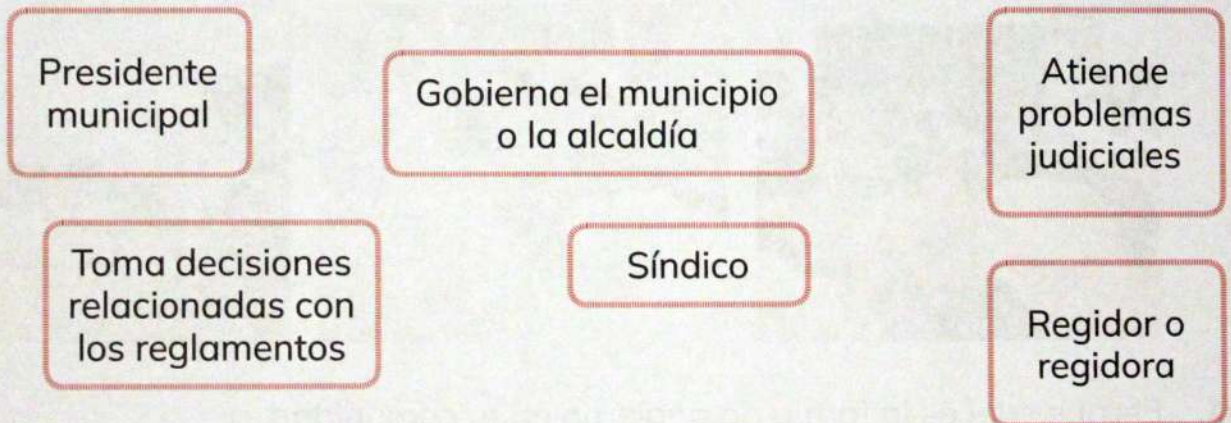 Presidente
municipal
Gobierna el municipio
o la alcaldía
Atiende
problemas
judiciales
Toma decisiones
relacionadas con
los reglamentos
Síndico
Regidor o
regidora